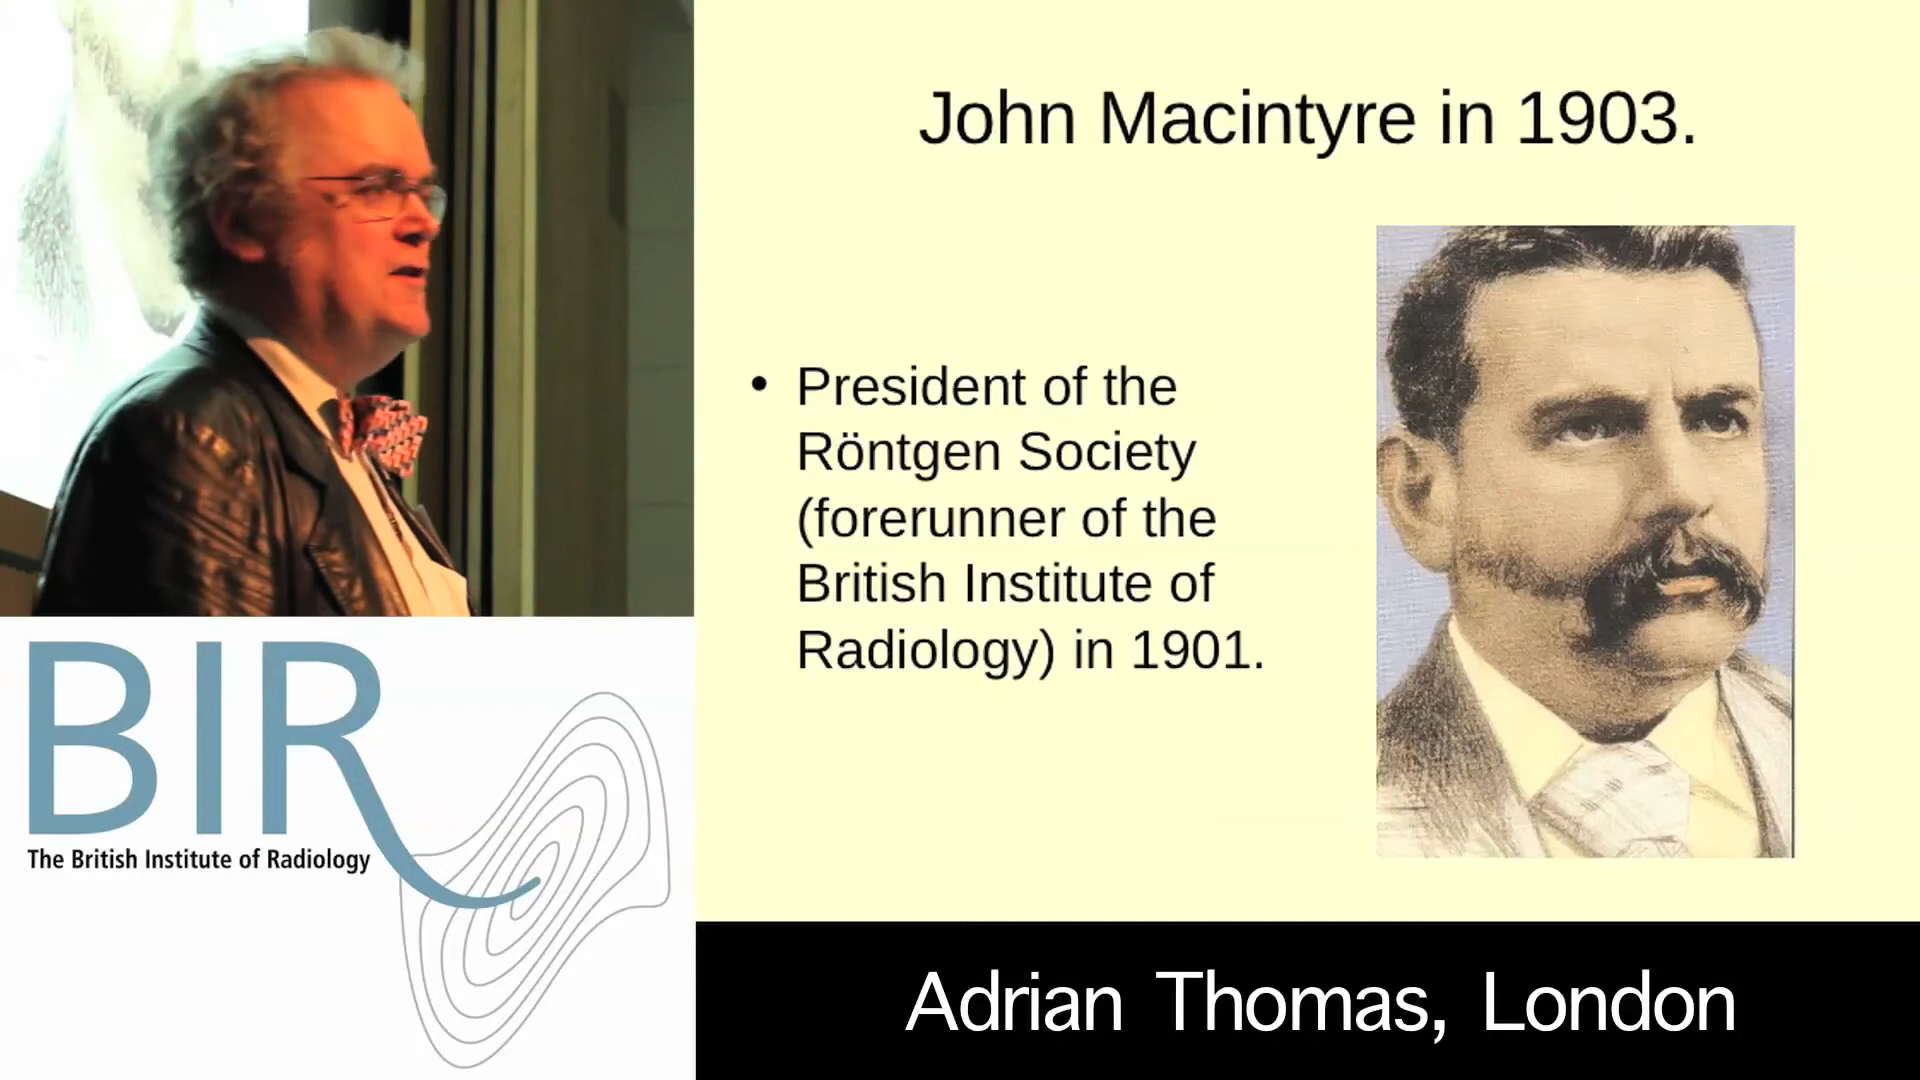 John Macintyre in 1903.
• President of the
Röntgen Society
(forerunner of the
British Institute of
Radiology) in 1901.
BIR
The British Institute of Radiology
Adrian Thomas, London